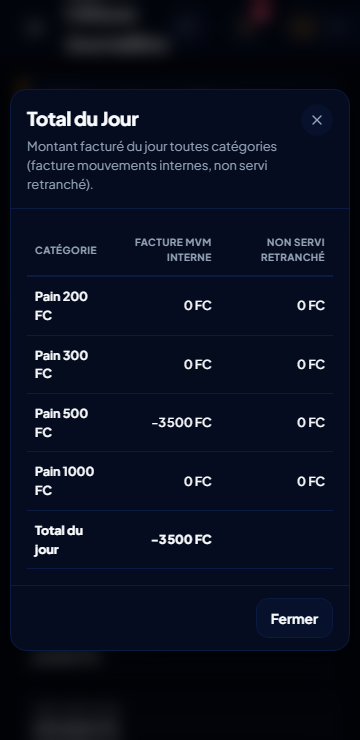 Total du Jour
Montant facturé du jour toutes catégories
(facture mouvements internes, non servi
retranché).
CATÉGORIE
FACTURE MVM
INTERNE
NON SERVI
RETRANCHÉ
Pain 200
FC
0 FC
0 FC
Pain 300
FC
0 FC
0 FC
Pain 500
FC
-3500 FC
0 FC
Pain 1000
FC
0 FC
0 FC
Total du
jour
-3500 FC
Fermer